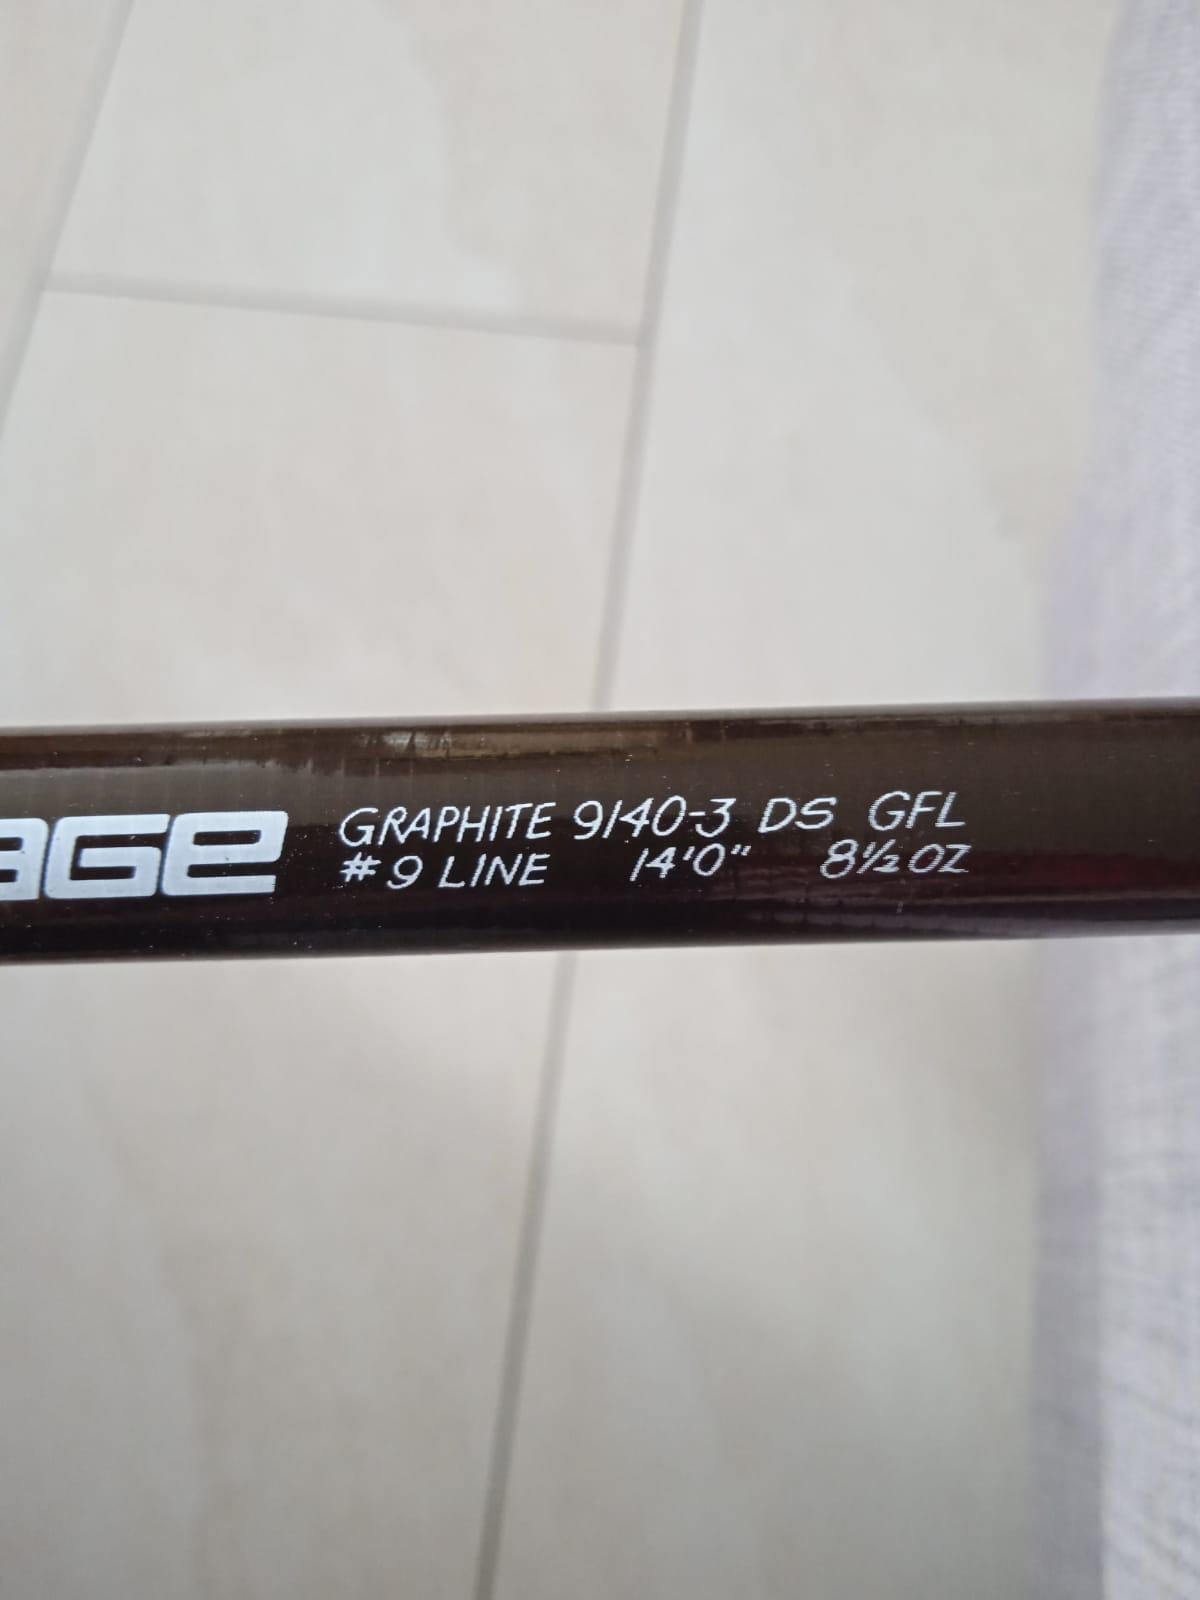 aGe
GRAPHITE 9140-3 DS GFL
# 9 LINE 14'0" 8½ OZ